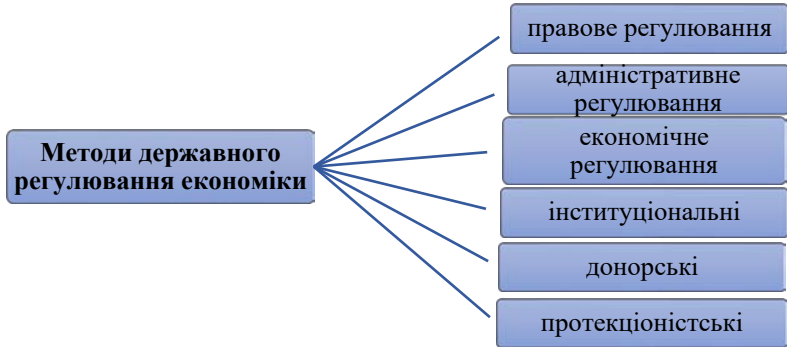 Методи державного
регулювання економіки
правове регулювання
адміністративне
регулювання
економічне
регулювання
інституціональні
донорські
протекціоністські